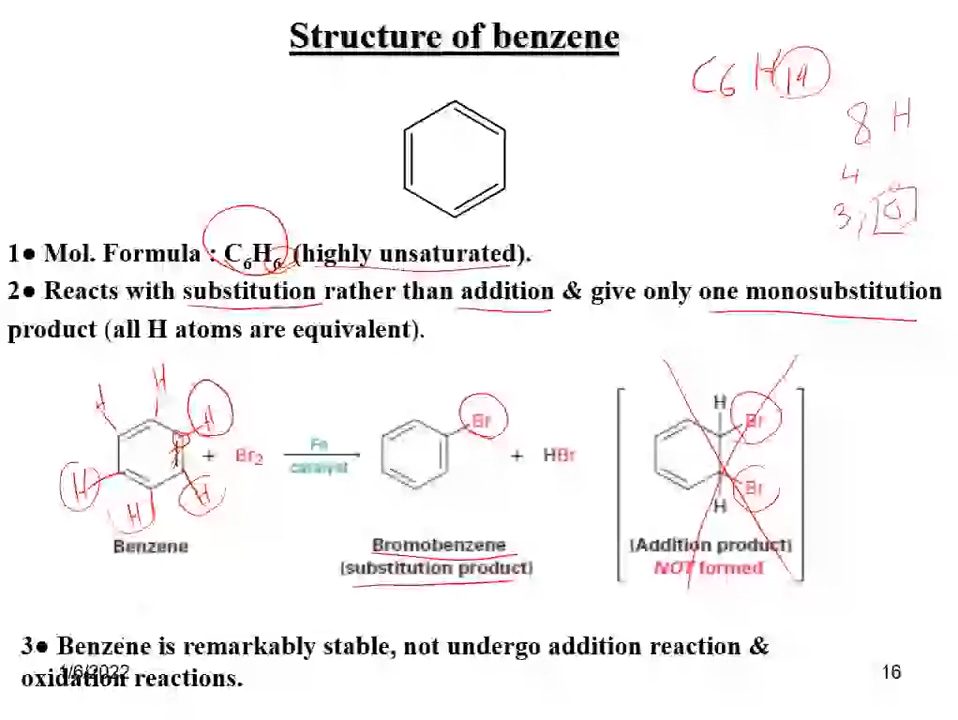 Structure of benzene
C6 H14
8 H
4
3,
1● Mol. Formula : C6H6 (highly unsaturated).
2● Reacts with substitution rather than addition & give only one monosubstitution
product (all H atoms are equivalent).
H H H H H H
+ Br2 Fe catalyst Br + HBr H Br Br H
Benzene Bromobenzene (Addition product)
(substitution product) NOT formed
3● Benzene is remarkably stable, not undergo addition reaction &
oxidation reactions.
1/6/2022 16